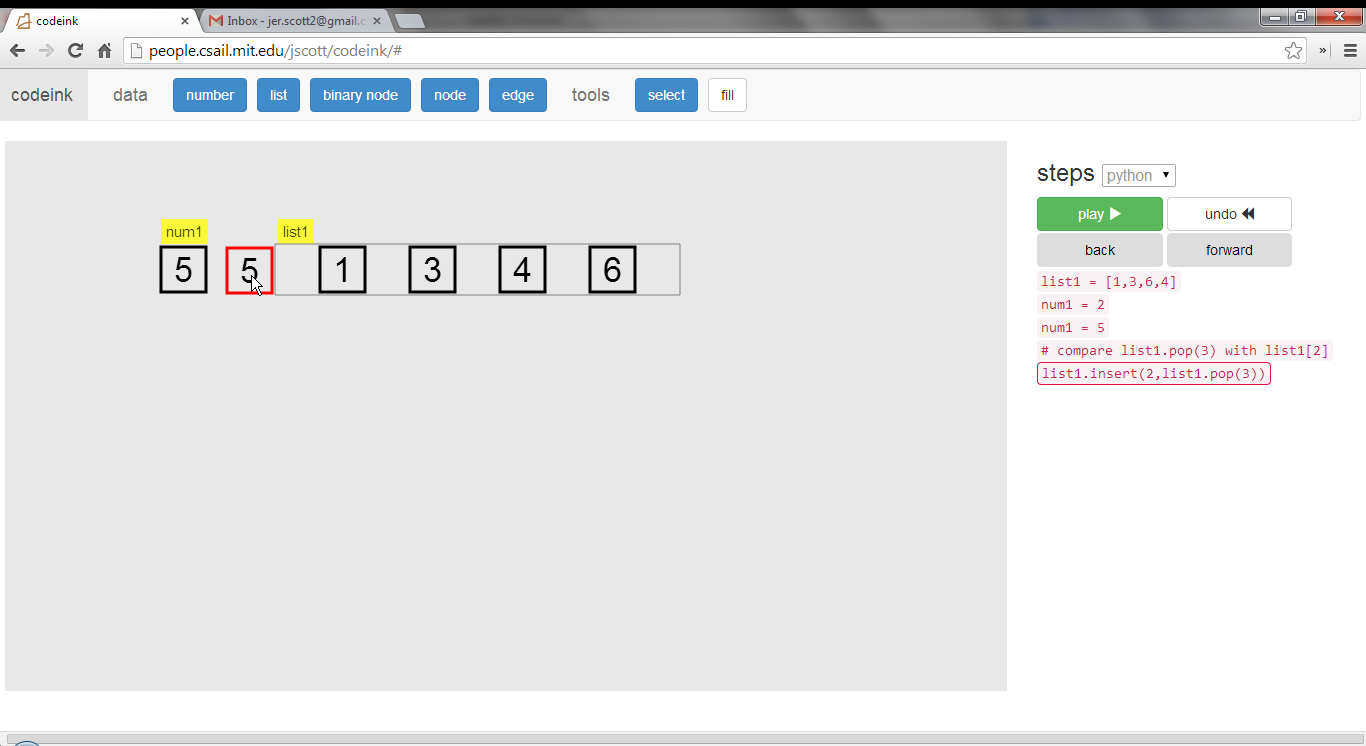 codeink
Inbox - jer.scott2@gmail.c
people.csail.mit.edu/jscott/codeink/#
codeink data number list binary node node edge tools select fill
steps python
play undo
back forward
num1 list1
5 5 1 3 4 6
list1 = [1,3,6,4]
num1 = 2
num1 = 5
# compare list1.pop(3) with list1[2]
list1.insert(2,list1.pop(3))